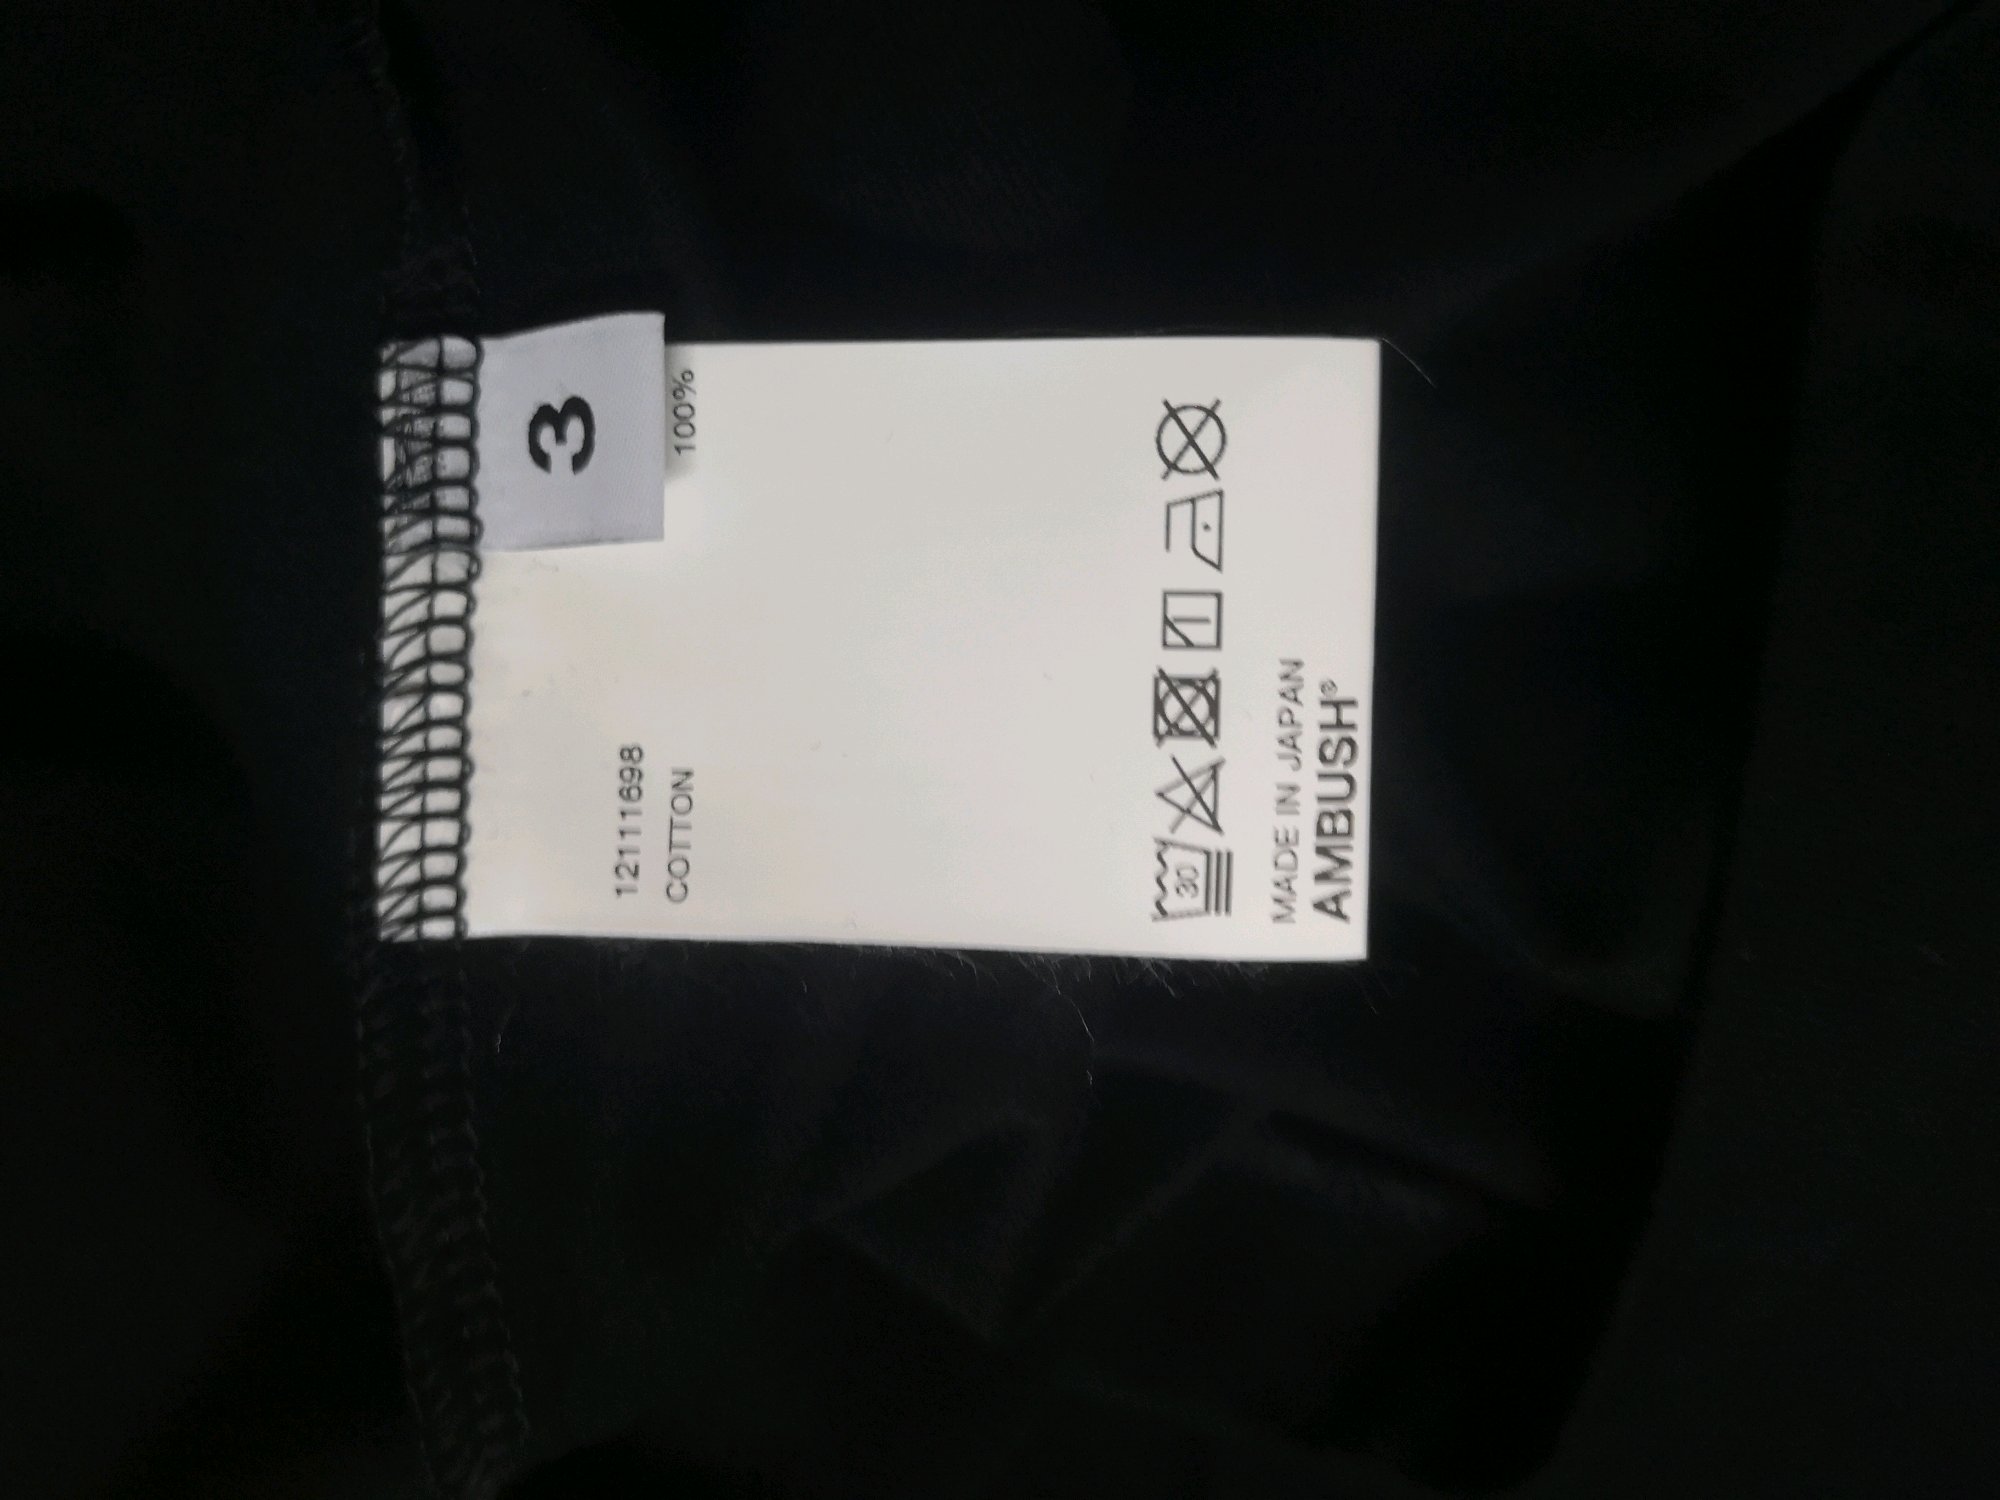 3
12111698
COTTON 100%
30
MADE IN JAPAN
AMBUSH®